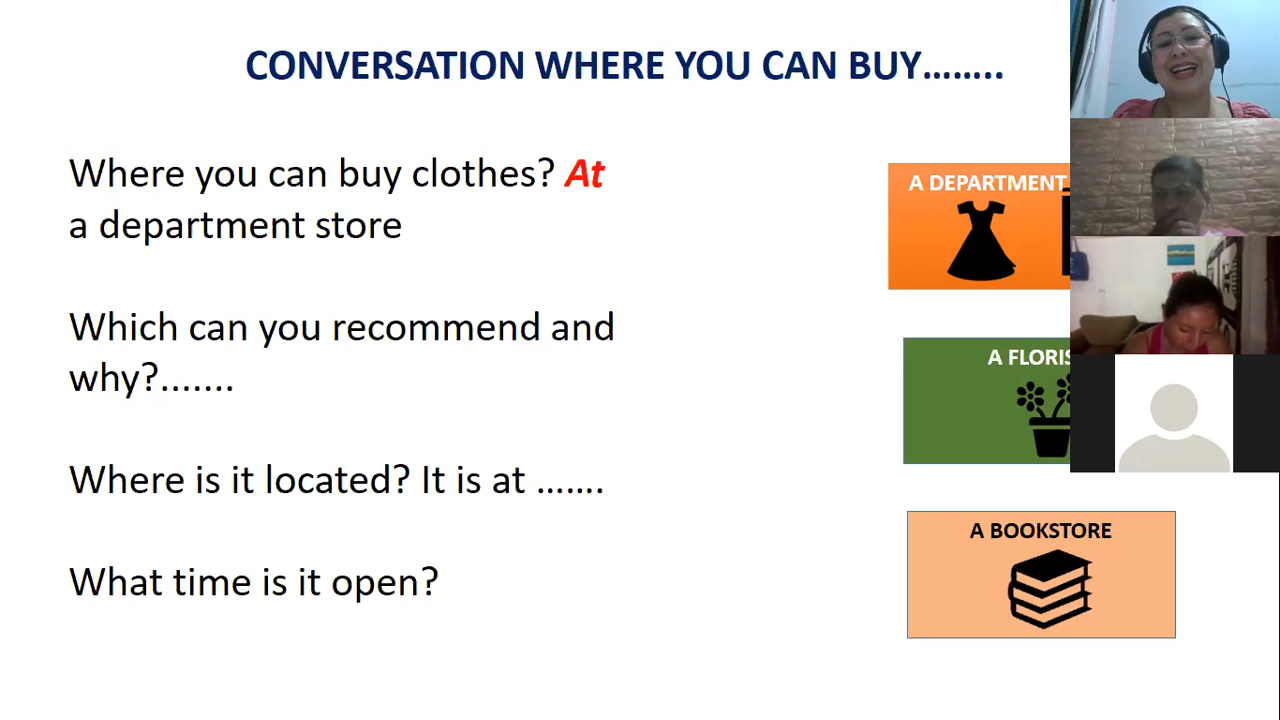 CONVERSATION WHERE YOU CAN BUY……..
Where you can buy clothes? At
a department store
Which can you recommend and
why?.......
Where is it located? It is at …….
What time is it open?
A DEPARTMENT
A FLORIS
A BOOKSTORE